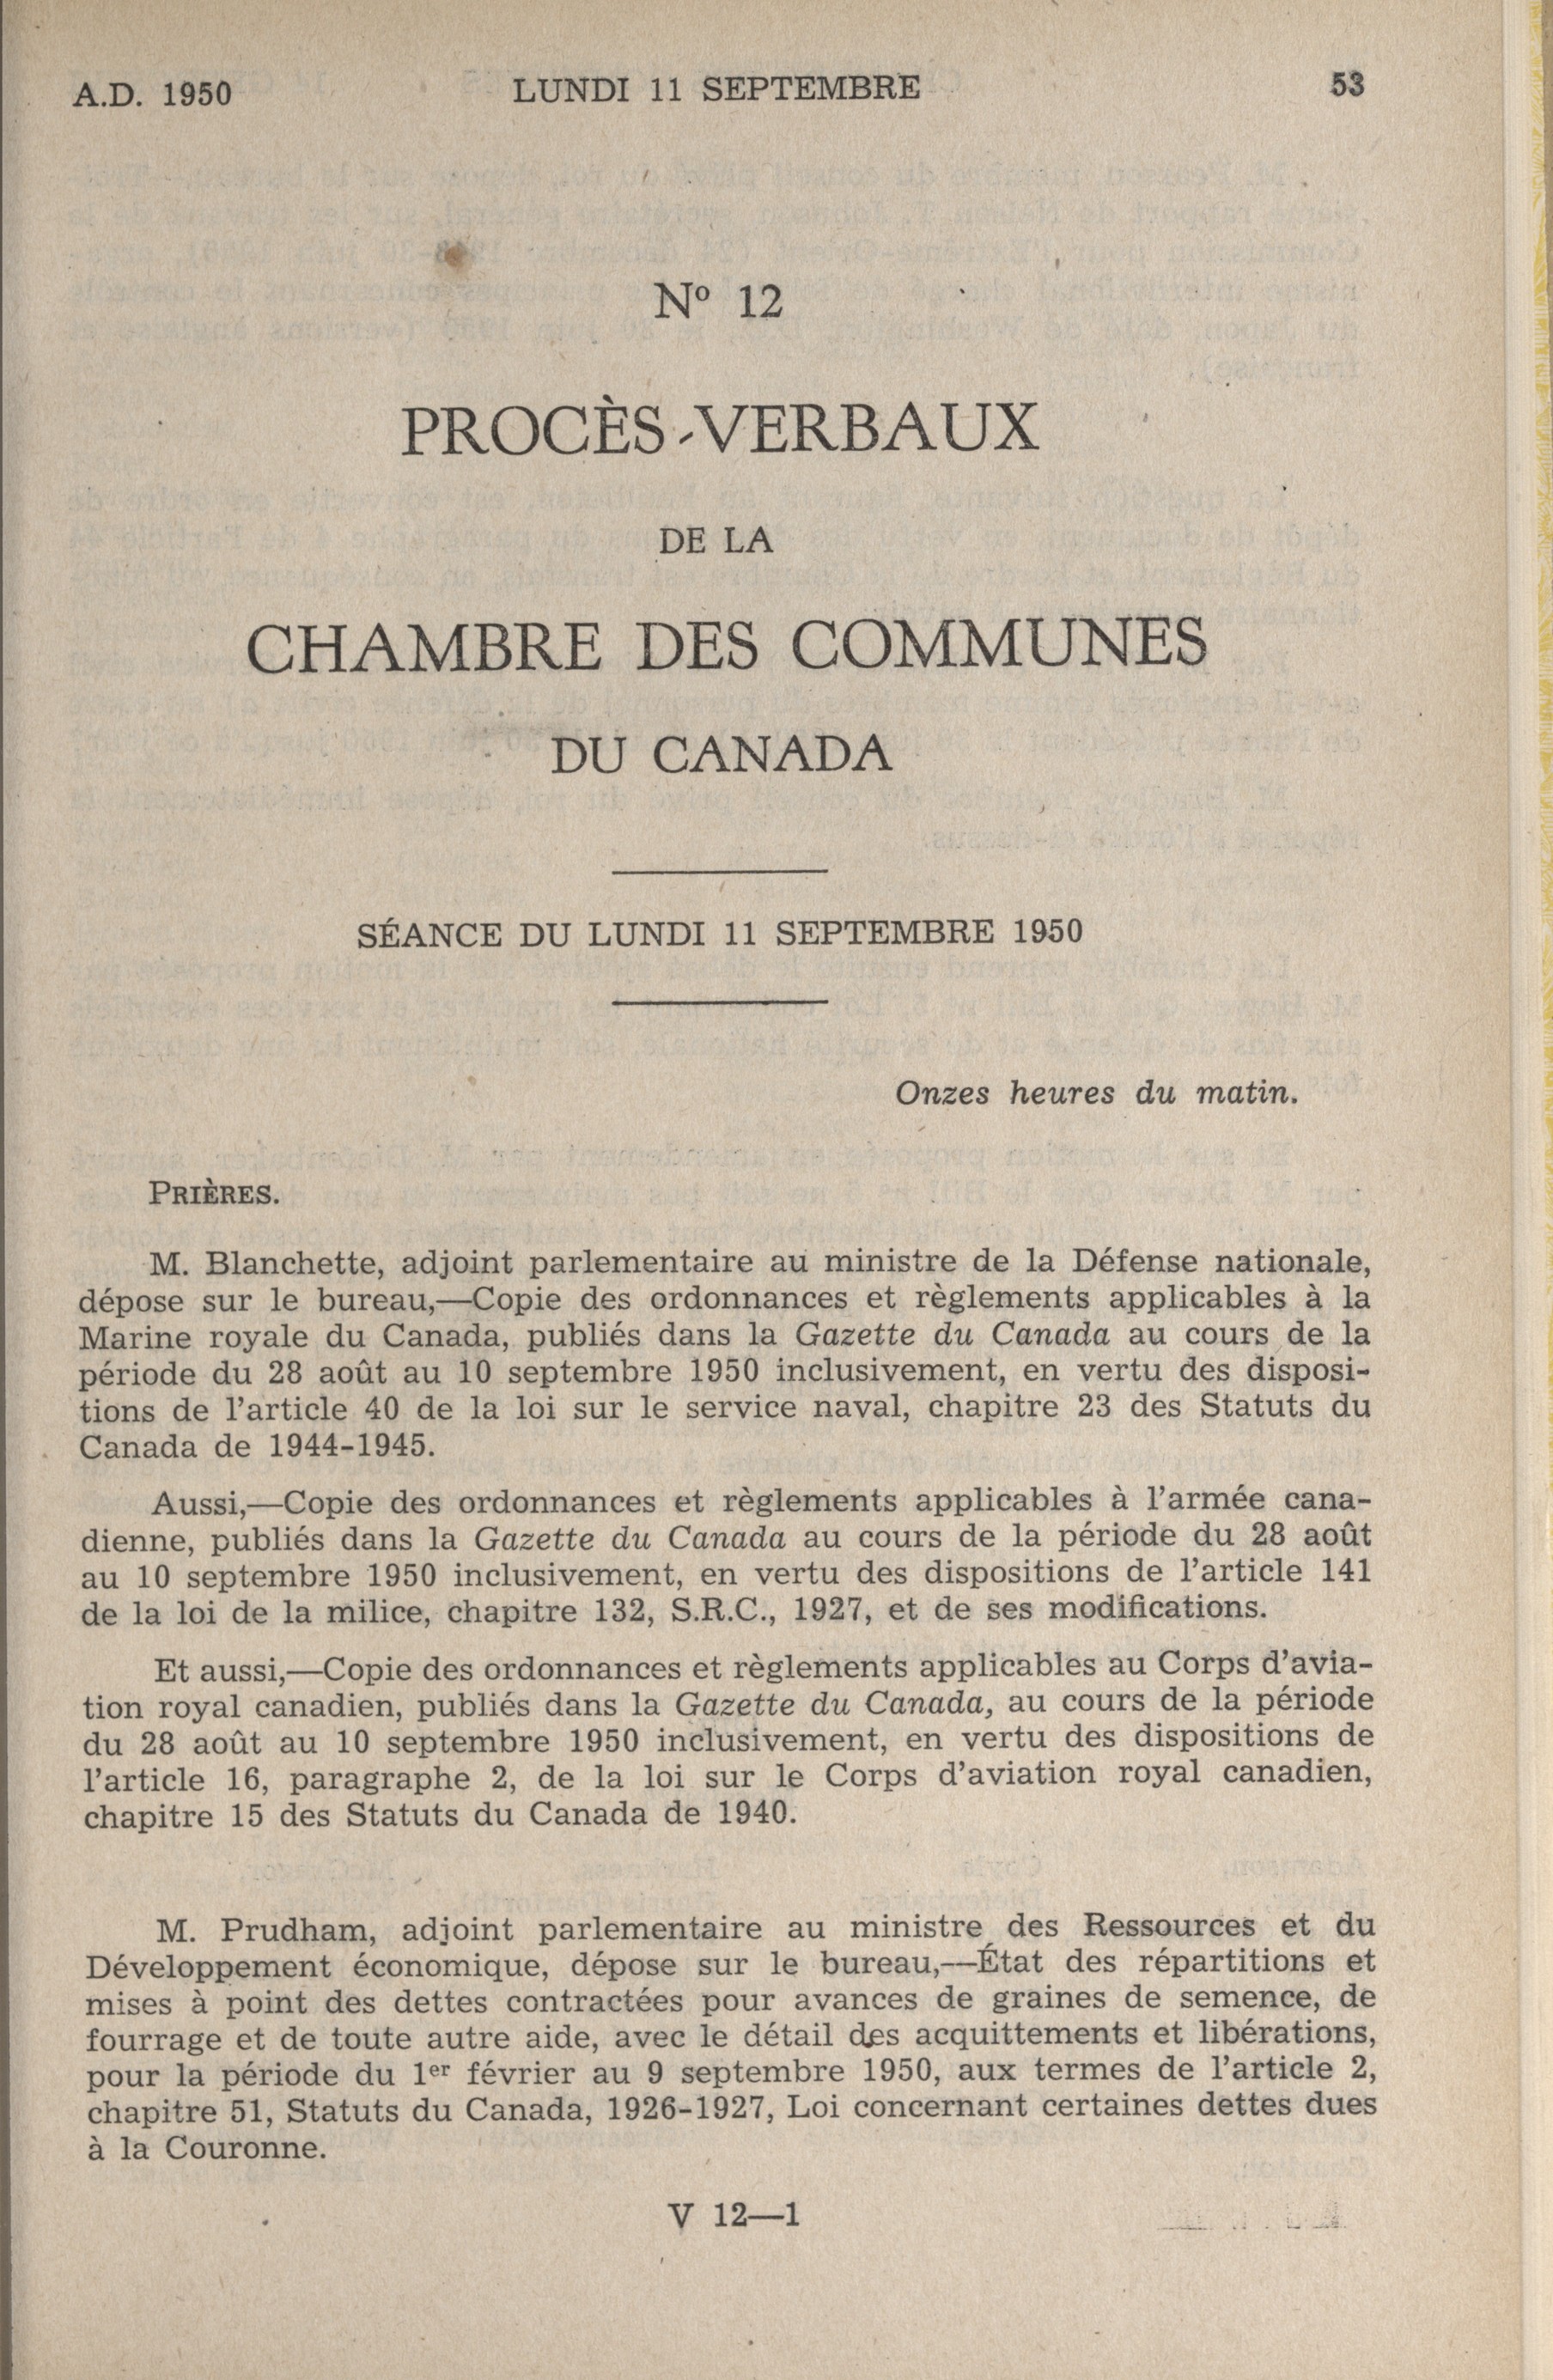 A.D. 1950 LUNDI 11 SEPTEMBRE 53
Nº 12
PROCÈS-VERBAUX
DE LA
CHAMBRE DES COMMUNES
DU CANADA
SÉANCE DU LUNDI 11 SEPTEMBRE 1950
Onzes heures du matin.
PRIÈRES.
M. Blanchette, adjoint parlementaire au ministre de la Défense nationale,
dépose sur le bureau,—Copie des ordonnances et règlements applicables à la
Marine royale du Canada, publiés dans la Gazette du Canada au cours de la
période du 28 août au 10 septembre 1950 inclusivement, en vertu des disposi-
tions de l'article 40 de la loi sur le service naval, chapitre 23 des Statuts du
Canada de 1944-1945.
Aussi,—Copie des ordonnances et règlements applicables à l'armée cana-
dienne, publiés dans la Gazette du Canada au cours de la période du 28 août
au 10 septembre 1950 inclusivement, en vertu des dispositions de l'article 141
de la loi de la milice, chapitre 132, S.R.C., 1927, et de ses modifications.
Et aussi,—Copie des ordonnances et règlements applicables au Corps d'avia-
tion royal canadien, publiés dans la Gazette du Canada, au cours de la période
du 28 août au 10 septembre 1950 inclusivement, en vertu des dispositions de
l'article 16, paragraphe 2, de la loi sur le Corps d'aviation royal canadien,
chapitre 15 des Statuts du Canada de 1940.
M. Prudham, adjoint parlementaire au ministre des Ressources et du
Développement économique, dépose sur le bureau,—État des répartitions et
mises à point des dettes contractées pour avances de graines de semence, de
fourrage et de toute autre aide, avec le détail des acquittements et libérations,
pour la période du 1er février au 9 septembre 1950, aux termes de l'article 2,
chapitre 51, Statuts du Canada, 1926-1927, Loi concernant certaines dettes dues
à la Couronne.
V 12—1